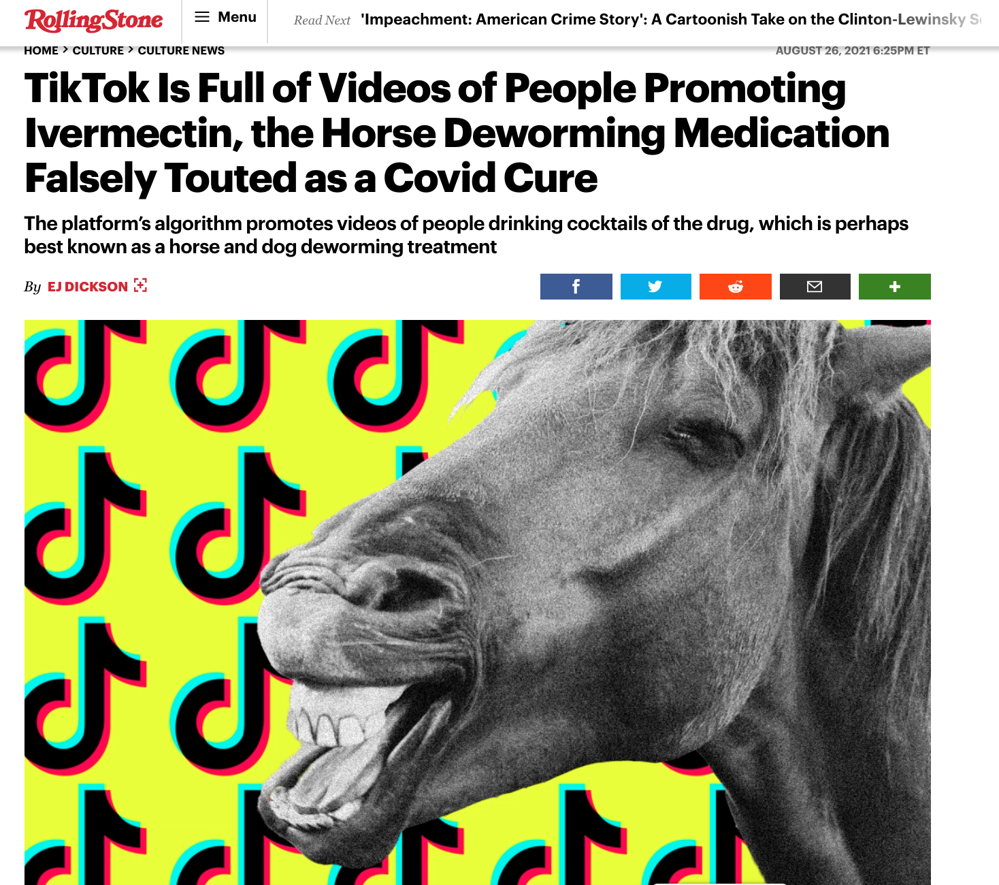 RollingStone
Menu
Read Next 'Impeachment: American Crime Story': A Cartoonish Take on the Clinton-Lewinsky
HOME > CULTURE > CULTURE NEWS
AUGUST 26, 2021 6:25PM ET
TikTok Is Full of Videos of People Promoting
Ivermectin, the Horse Deworming Medication
Falsely Touted as a Covid Cure
The platform's algorithm promotes videos of people drinking cocktails of the drug, which is perhaps
best known as a horse and dog deworming treatment
By EJ DICKSON